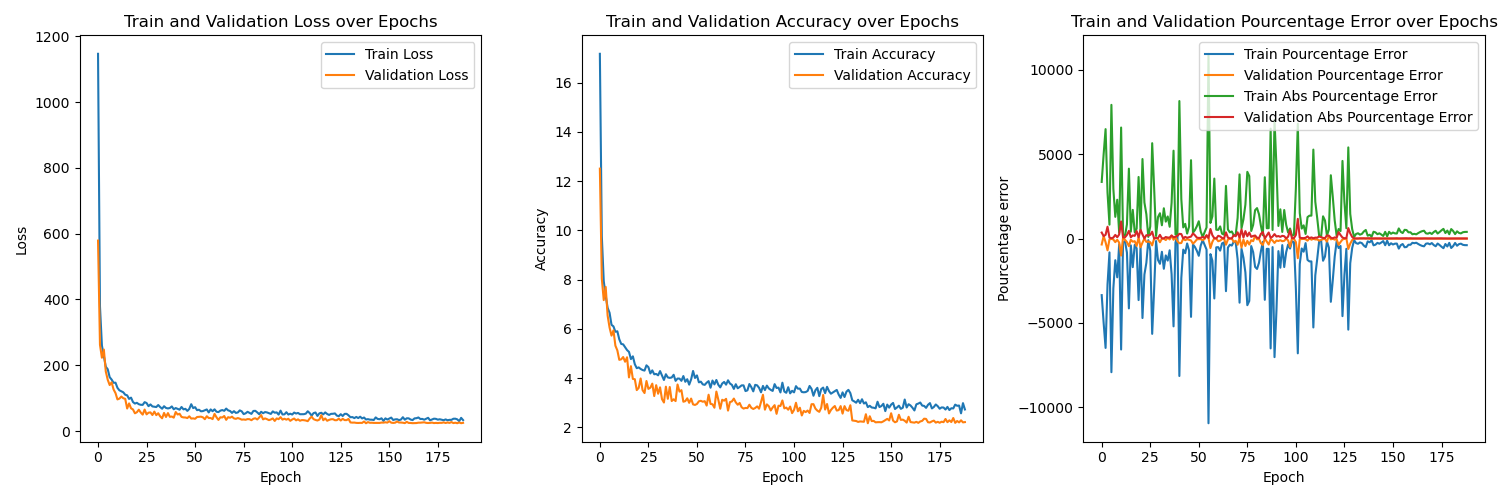 Train and Validation Loss over Epochs
Train Loss
Validation Loss
Loss
1200
1000
800
600
400
200
0
0 25 50 75 100 125 150 175
Epoch
Train and Validation Accuracy over Epochs
Train Accuracy
Validation Accuracy
Accuracy
16
14
12
10
8
6
4
2
0 25 50 75 100 125 150 175
Epoch
Train and Validation Pourcentage Error over Epochs
Train Pourcentage Error
Validation Pourcentage Error
Train Abs Pourcentage Error
Validation Abs Pourcentage Error
Pourcentage error
10000
5000
0
−5000
−10000
0 25 50 75 100 125 150 175
Epoch